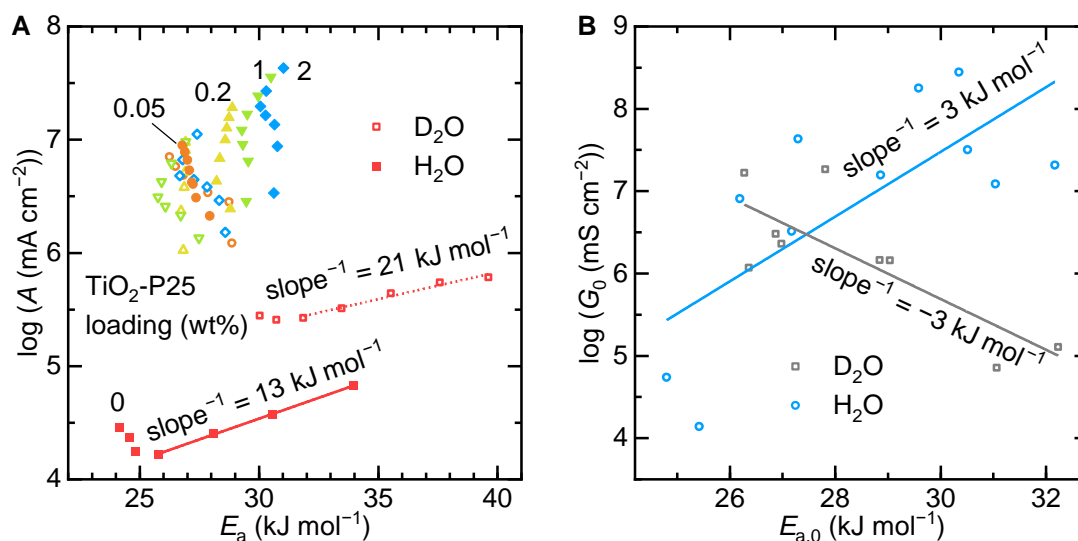 A
log (A (mA cm⁻²))
8
7
6
5
4
0.05
0.2
1
2
D₂O
H₂O
TiO₂-P25
loading (wt%)
slope⁻¹ = 21 kJ mol⁻¹
0
slope⁻¹ = 13 kJ mol⁻¹
25
30
35
40
Eₐ (kJ mol⁻¹)
B
log (G₀ (mS cm⁻²))
9
8
7
6
5
4
slope⁻¹ = 3 kJ mol⁻¹
slope⁻¹ = −3 kJ mol⁻¹
D₂O
H₂O
26
28
30
32
Eₐ,₀ (kJ mol⁻¹)